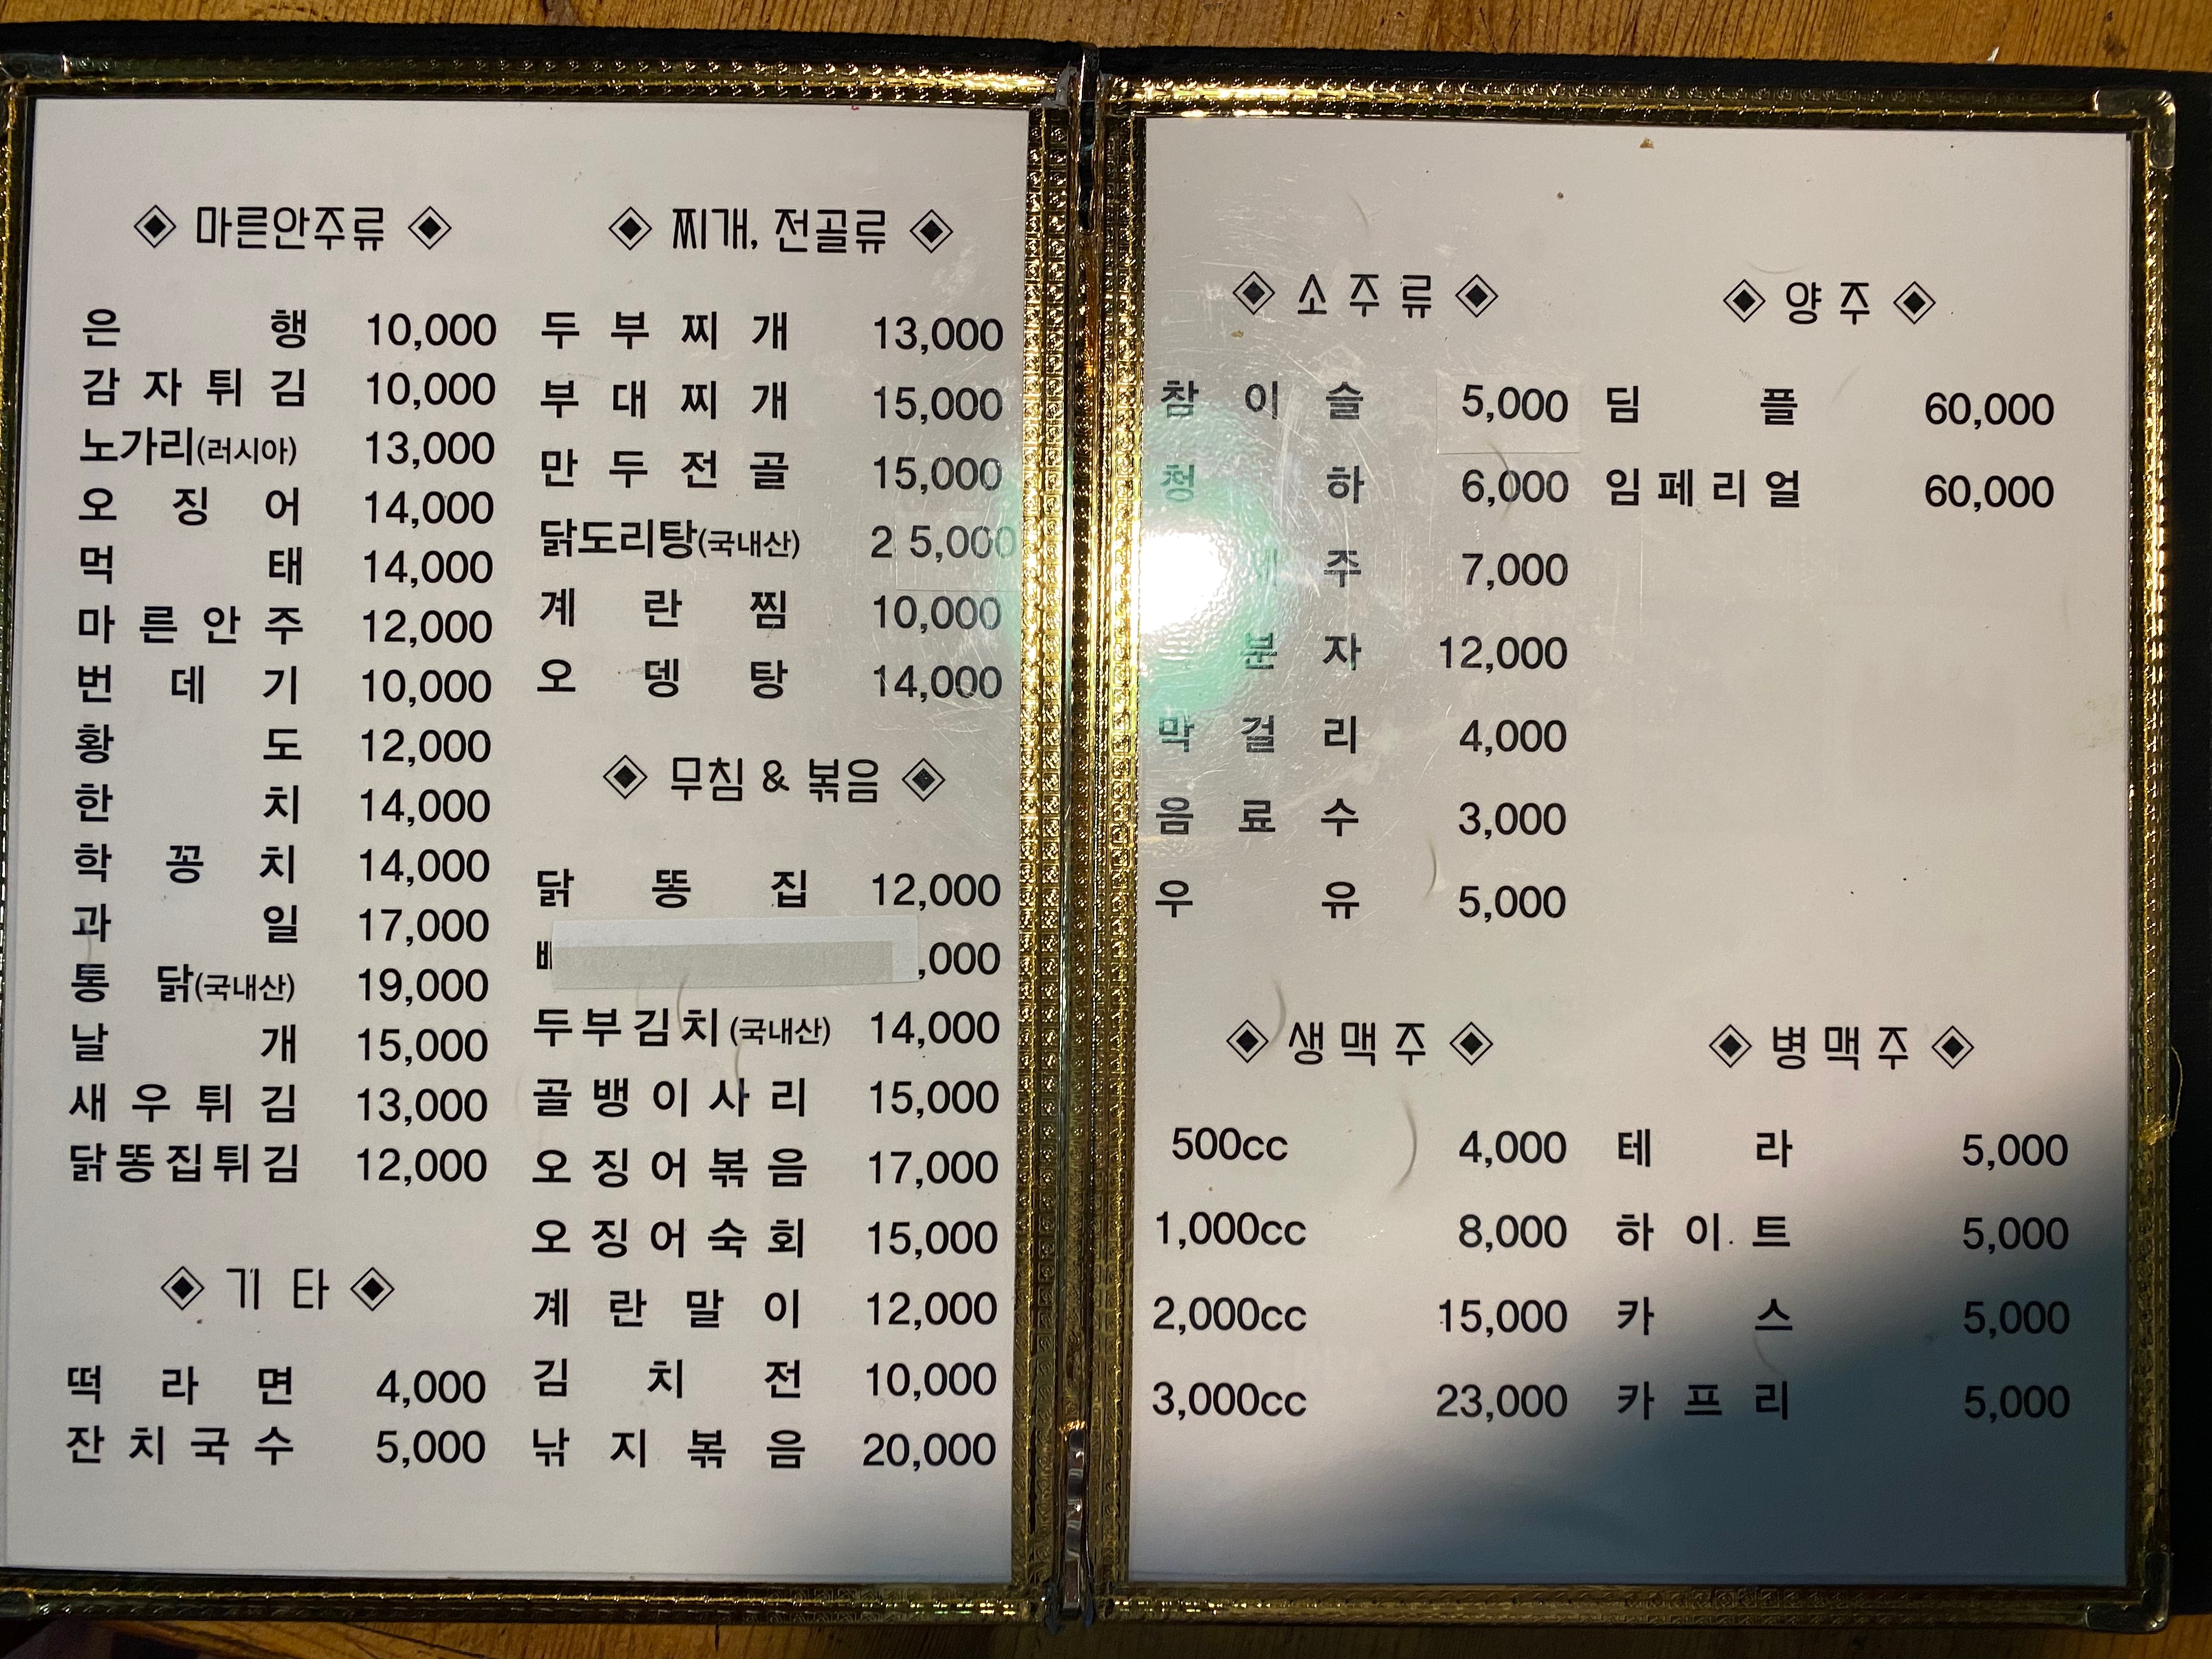 마른안주류
은행 10,000
감자튀김 10,000
노가리(러시아) 13,000
오징어 14,000
먹태 14,000
마른안주 12,000
번데기 10,000
황도 12,000
한치 14,000
학꽁치 14,000
과일 17,000
통닭(국내산) 19,000
날개 15,000
새우튀김 13,000
닭똥집튀김 12,000
기타
떡라면 4,000
잔치국수 5,000
찌개, 전골류
두부찌개 13,000
부대찌개 15,000
만두전골 15,000
닭도리탕(국내산) 25,000
계란찜 10,000
오뎅탕 14,000
무침 & 볶음
닭똥집 12,000
,000
두부김치(국내산) 14,000
골뱅이사리 15,000
오징어볶음 17,000
오징어숙회 15,000
계란말이 12,000
김치전 10,000
낚지볶음 20,000
소주류
참이슬 5,000
청하 6,000
주 7,000
분자 12,000
막걸리 4,000
음료수 3,000
우유 5,000
양주
딤플 60,000
임페리얼 60,000
생맥주
500cc 4,000
1,000cc 8,000
2,000cc 15,000
3,000cc 23,000
병맥주
테라 5,000
하이트 5,000
카스 5,000
카프리 5,000